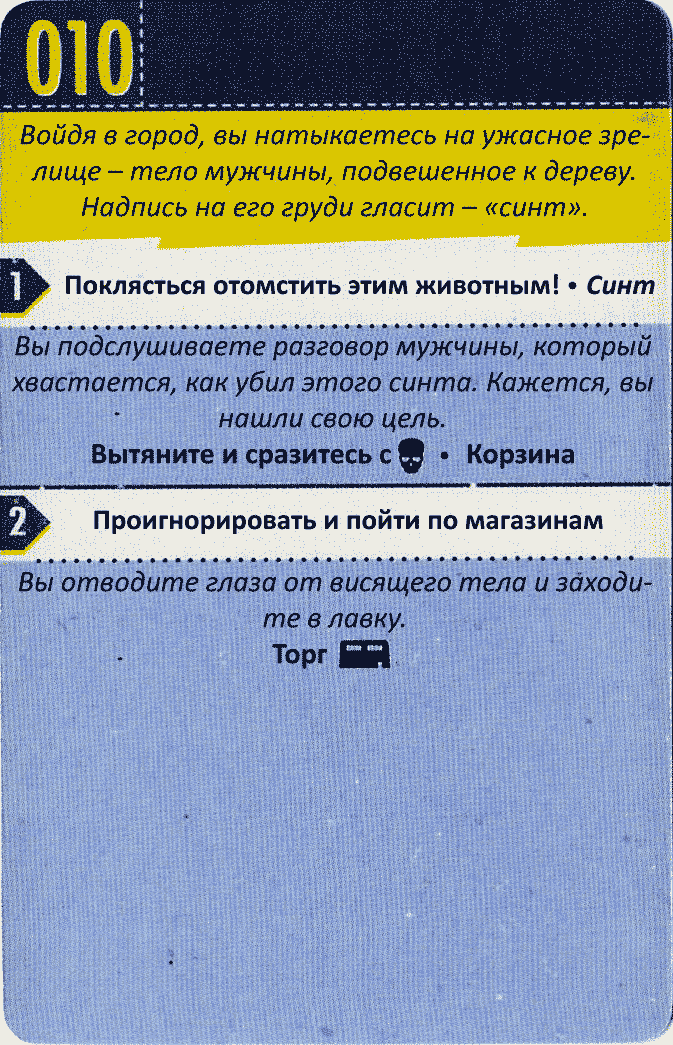 010
Войдя в город, вы натыкаетесь на ужасное зре-
лище – тело мужчины, подвешенное к дереву.
Надпись на его груди гласит – «синт».
1 Поклясться отомстить этим животным! • Синт
Вы подслушиваете разговор мужчины, который
хвастается, как убил этого синта. Кажется, вы
нашли свою цель.
Вытяните и сразитесь с • Корзина
2 Проигнорировать и пойти по магазинам
Вы отводите глаза от висящего тела и заходи-
те в лавку.
Торг